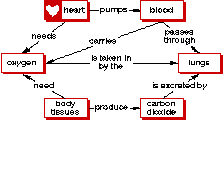 heart pumps blood
needs
carries
passes
through
oxygen
is taken in
by the
lungs
need
is excreted by
body
tissues
produce
carbon
dioxide